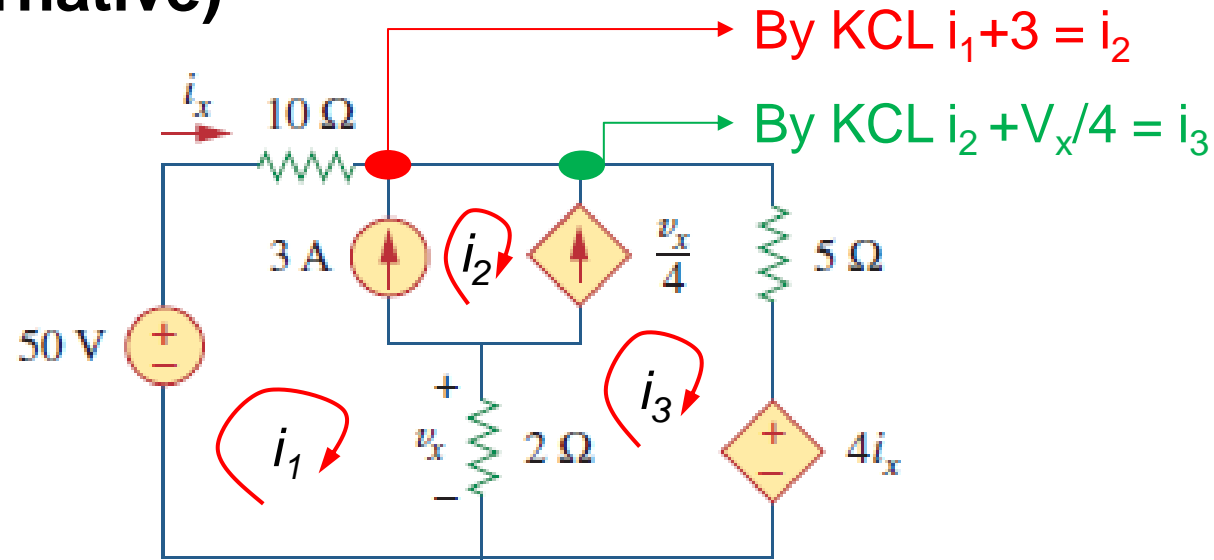 rnative)
By KCL i₁+3 = i₂
By KCL i₂ +Vₓ/4 = i₃
iₓ
10 Ω
3 A
i₂
vₓ/4
5 Ω
50 V
+
−
+
i₃
i₁
vₓ
2 Ω
−
+
−
4iₓ